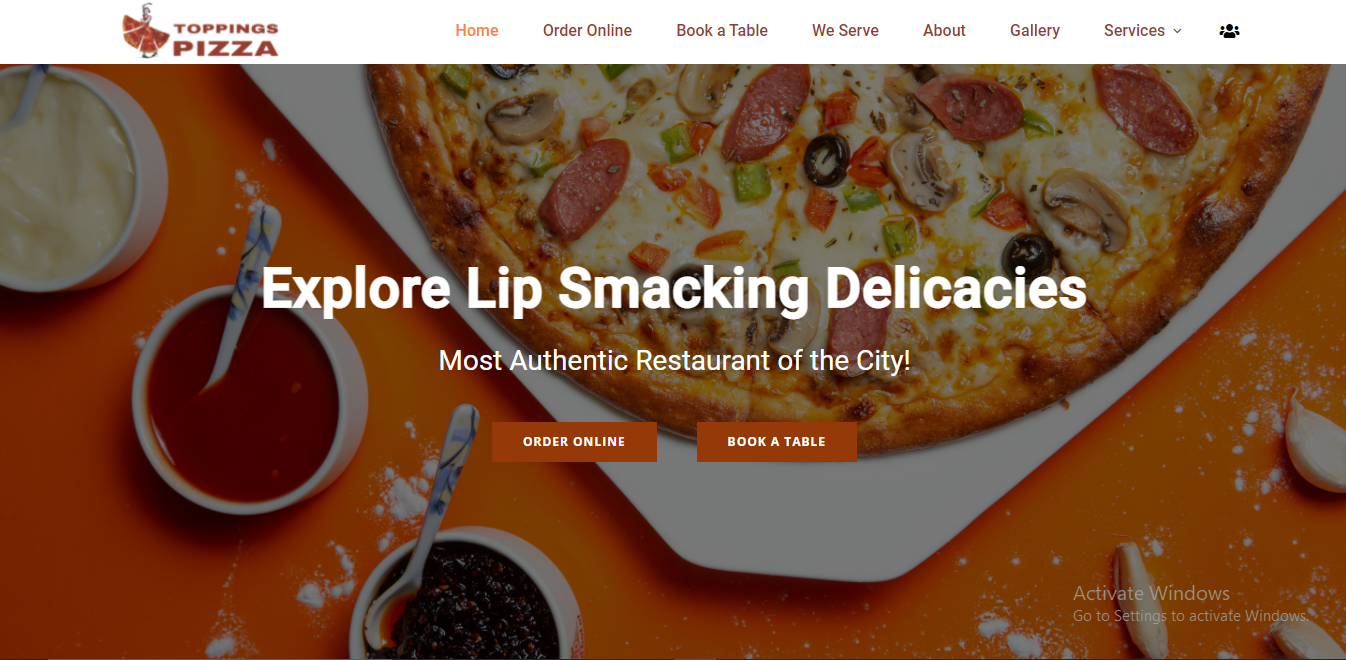 TOPPINGS
PIZZA
Home
Order Online
Book a Table
We Serve
About
Gallery
Services
Explore Lip Smacking Delicacies
Most Authentic Restaurant of the City!
ORDER ONLINE
BOOK A TABLE
Activate Windows
Go to Settings to activate Windows.